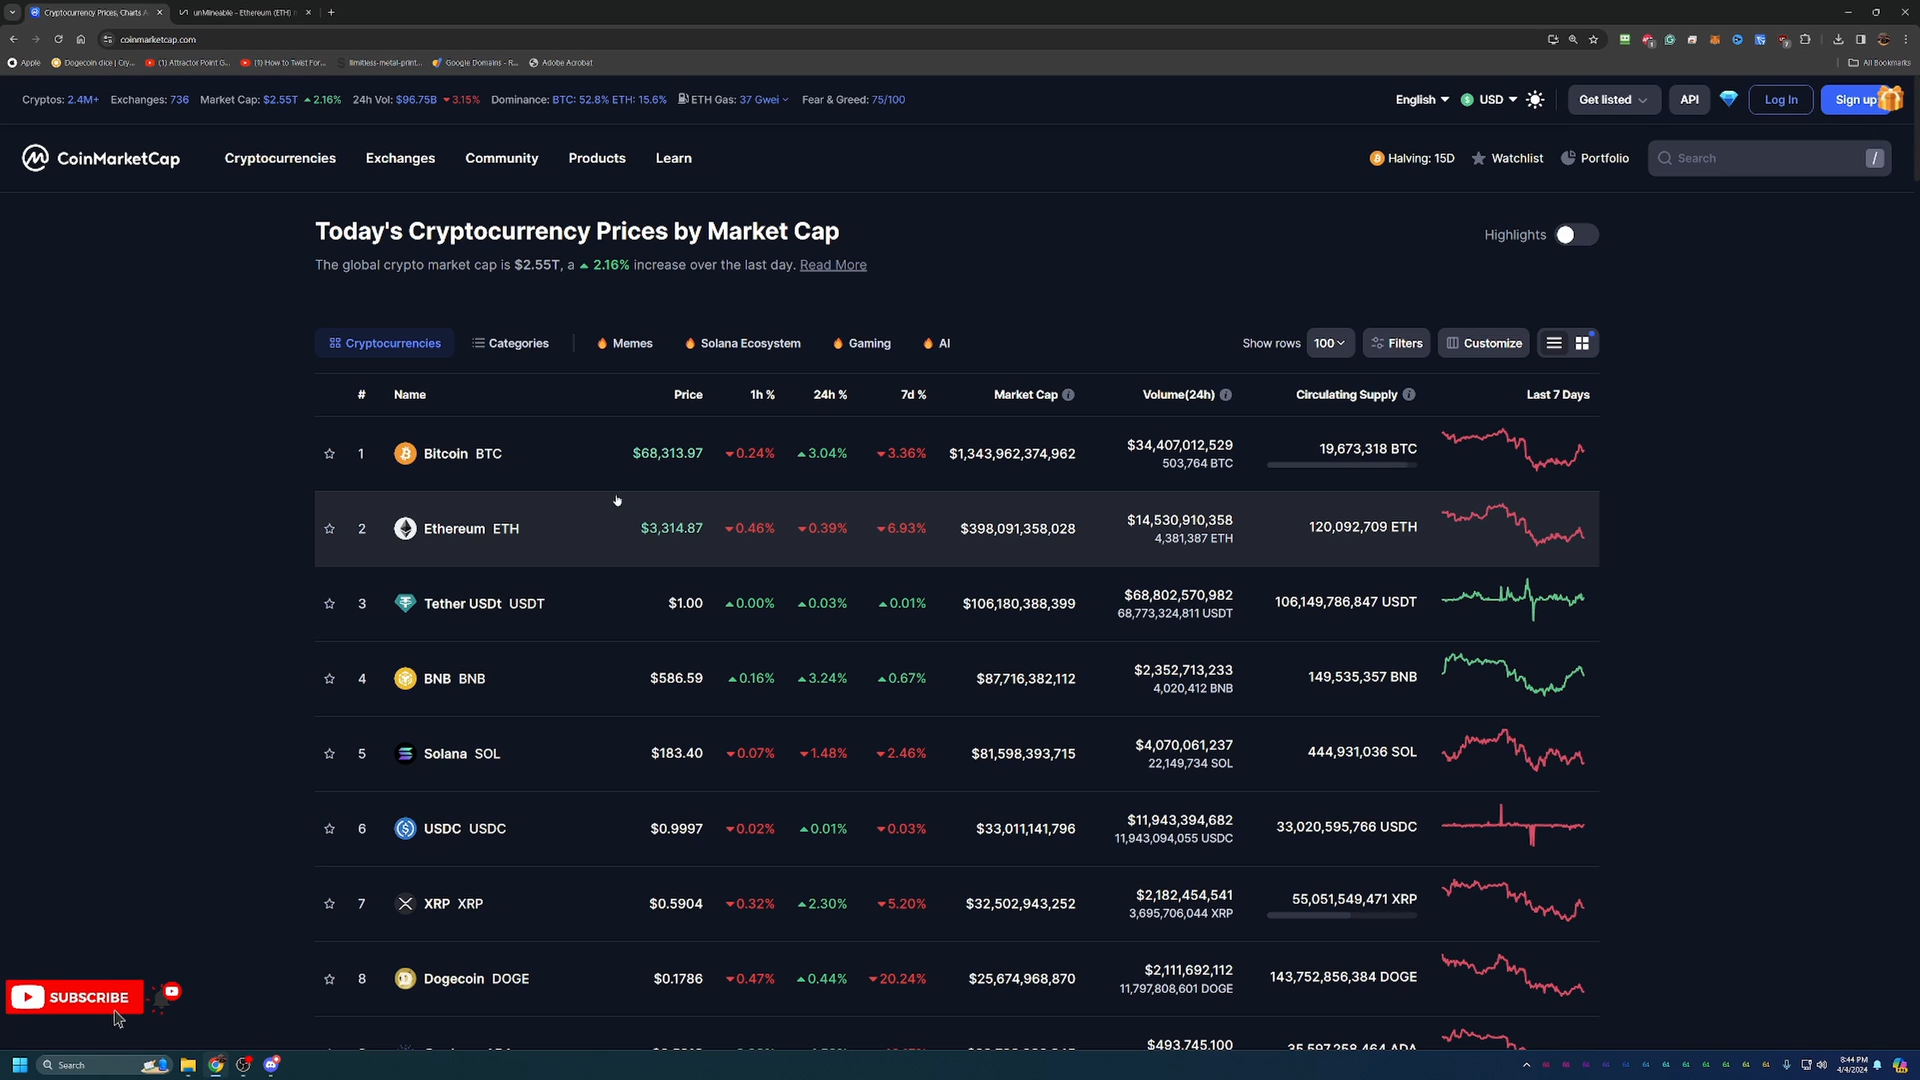 Cryptocurrency Prices, Charts A
unMineable - Ethereum (ETH)
coinmarketcap.com
Apple
Dogecoin dice | Cry...
(1) Attractor Point G...
(1) How to Twist For...
limitless-metal-print...
Google Domains - R...
Adobe Acrobat
All Bookmarks
Cryptos: 2.4M+ Exchanges: 736 Market Cap: $2.55T 2.16% 24h Vol: $96.75B 3.15% Dominance: BTC: 52.8% ETH: 15.6% ETH Gas: 37 Gwei Fear & Greed: 75/100
English USD Get listed API Log In Sign up
CoinMarketCap Cryptocurrencies Exchanges Community Products Learn
Halving: 15D Watchlist Portfolio Search /
Today's Cryptocurrency Prices by Market Cap
Highlights
The global crypto market cap is $2.55T, a 2.16% increase over the last day. Read More
Cryptocurrencies Categories Memes Solana Ecosystem Gaming AI
Show rows 100 Filters Customize
# Name Price 1h % 24h % 7d % Market Cap Volume(24h) Circulating Supply Last 7 Days
1 Bitcoin BTC $68,313.97 0.24% 3.04% 3.36% $1,343,962,374,962 $34,407,012,529 19,673,318 BTC
503,764 BTC
2 Ethereum ETH $3,314.87 0.46% 0.39% 6.93% $398,091,358,028 $14,530,910,358 120,092,709 ETH
4,381,387 ETH
3 Tether USDt USDT $1.00 0.00% 0.03% 0.01% $106,180,388,399 $68,802,570,982 106,149,786,847 USDT
68,773,324,811 USDT
4 BNB BNB $586.59 0.16% 3.24% 0.67% $87,716,382,112 $2,352,713,233 149,535,357 BNB
4,020,412 BNB
5 Solana SOL $183.40 0.07% 1.48% 2.46% $81,598,393,715 $4,070,061,237 444,931,036 SOL
22,149,734 SOL
6 USDC USDC $0.9997 0.02% 0.01% 0.03% $33,011,141,796 $11,943,394,682 33,020,595,766 USDC
11,943,094,055 USDC
7 XRP XRP $0.5904 0.32% 2.30% 5.20% $32,502,943,252 $2,182,454,541 55,051,549,471 XRP
3,695,706,044 XRP
8 Dogecoin DOGE $0.1786 0.47% 0.44% 20.24% $25,674,968,870 $2,111,692,112 143,752,856,384 DOGE
11,797,808,601 DOGE
$493,745,100 35,597,258,464 ADA
SUBSCRIBE
Search
8:44 PM
4/4/2024